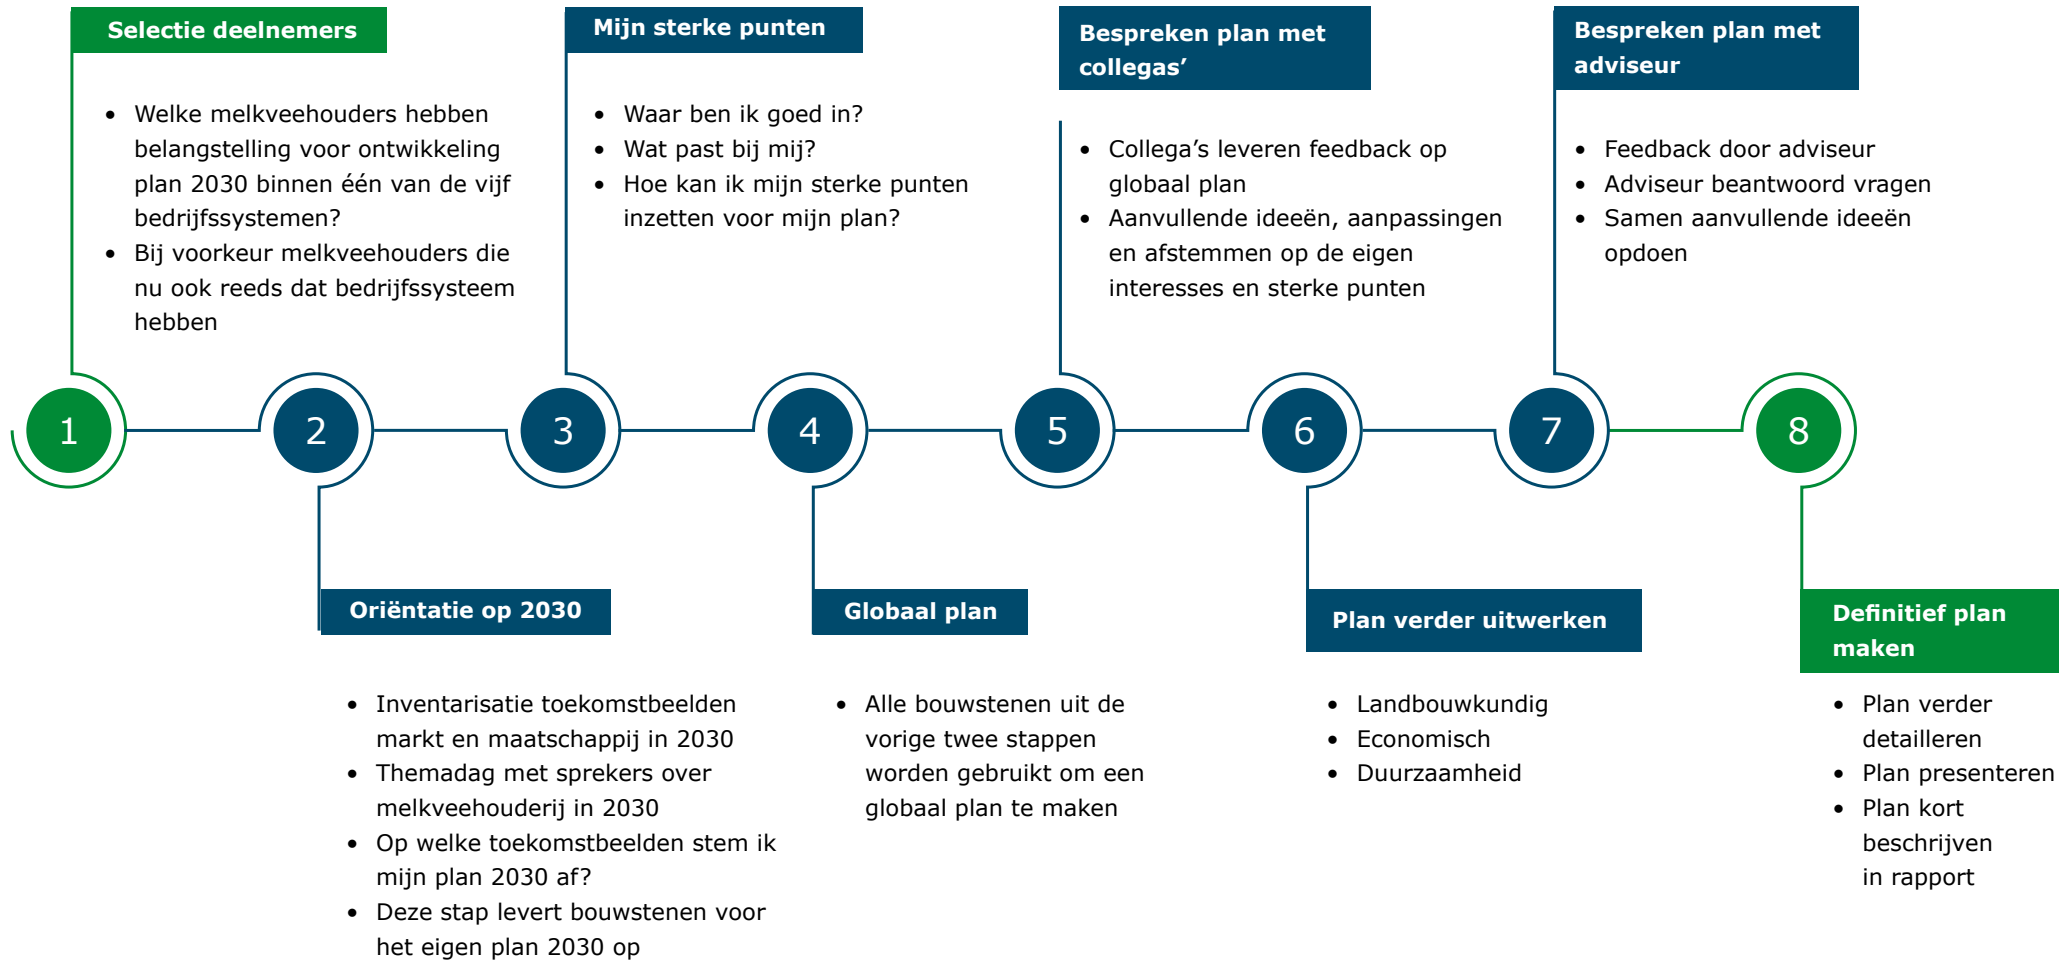 Selectie deelnemers
• Welke melkveehouders hebben
belangstelling voor ontwikkeling
plan 2030 binnen één van de vijf
bedrijfssystemen?
• Bij voorkeur melkveehouders die
nu ook reeds dat bedrijfssysteem
hebben
Mijn sterke punten
• Waar ben ik goed in?
• Wat past bij mij?
• Hoe kan ik mijn sterke punten
inzetten voor mijn plan?
Bespreken plan met
collegas’
• Collega's leveren feedback op
globaal plan
• Aanvullende ideeën, aanpassingen
en afstemmen op de eigen
interesses en sterke punten
Bespreken plan met
adviseur
• Feedback door adviseur
• Adviseur beantwoord vragen
• Samen aanvullende ideeën
opdoen
1
2
3
4
5
6
7
8
Oriëntatie op 2030
• Inventarisatie toekomstbeelden
markt en maatschappij in 2030
• Themadag met sprekers over
melkveehouderij in 2030
• Op welke toekomstbeelden stem ik
mijn plan 2030 af?
• Deze stap levert bouwstenen voor
het eigen plan 2030 op
Globaal plan
• Alle bouwstenen uit de
vorige twee stappen
worden gebruikt om een
globaal plan te maken
Plan verder uitwerken
• Landbouwkundig
• Economisch
• Duurzaamheid
Definitief plan
maken
• Plan verder
detailleren
• Plan presenteren
• Plan kort
beschrijven
in rapport